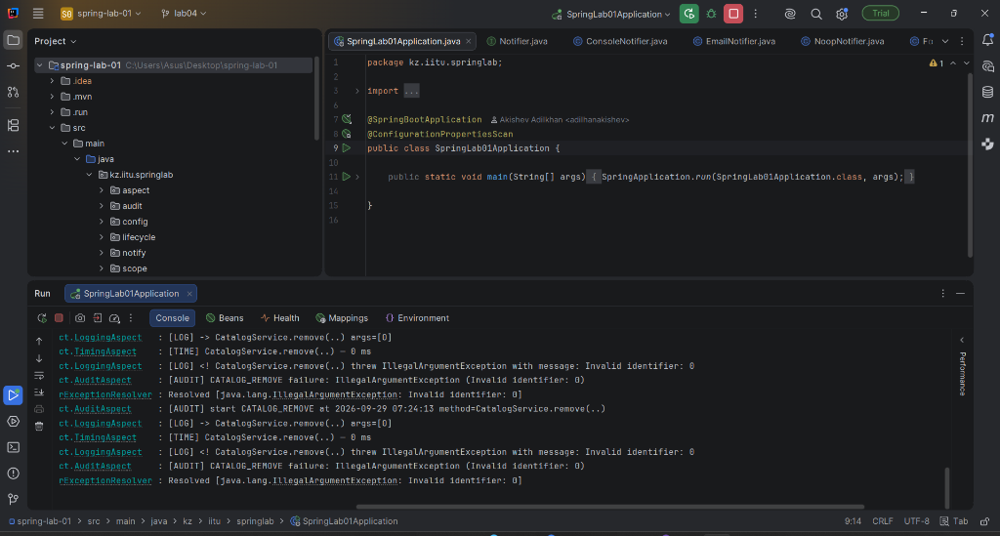 SO spring-lab-01 lab04 SpringLab01Application Trial
Project
SpringLab01Application.java Notifier.java ConsoleNotifier.java EmailNotifier.java NoopNotifier.java
spring-lab-01 C:\Users\Asus\Desktop\spring-lab-01
.idea
.mvn
.run
src
main
java
kz.iitu.springlab
aspect
audit
config
lifecycle
notify
scope
1 package kz.iitu.springlab;
2
3 import ...
6
7 @SpringBootApplication Akishev Adilkhan <adilhanakishev>
8 @ConfigurationPropertiesScan
9 public class SpringLab01Application {
10
11 public static void main(String[] args) { SpringApplication.run(SpringLab01Application.class, args); }
14
15 }
16
1
Run SpringLab01Application
Console Beans Health Mappings Environment
ct.LoggingAspect : [LOG] -> CatalogService.remove(..) args=[0]
ct.TimingAspect : [TIME] CatalogService.remove(..) — 0 ms
ct.LoggingAspect : [LOG] <! CatalogService.remove(..) threw IllegalArgumentException with message: Invalid identifier: 0
ct.AuditAspect : [AUDIT] CATALOG_REMOVE failure: IllegalArgumentException (Invalid identifier: 0)
rExceptionResolver : Resolved [java.lang.IllegalArgumentException: Invalid identifier: 0]
ct.AuditAspect : [AUDIT] start CATALOG_REMOVE at 2026-09-29 07:24:13 method=CatalogService.remove(..)
ct.LoggingAspect : [LOG] -> CatalogService.remove(..) args=[0]
ct.TimingAspect : [TIME] CatalogService.remove(..) — 0 ms
ct.LoggingAspect : [LOG] <! CatalogService.remove(..) threw IllegalArgumentException with message: Invalid identifier: 0
ct.AuditAspect : [AUDIT] CATALOG_REMOVE failure: IllegalArgumentException (Invalid identifier: 0)
rExceptionResolver : Resolved [java.lang.IllegalArgumentException: Invalid identifier: 0]
Performance
spring-lab-01 > src > main > java > kz > iitu > springlab > SpringLab01Application 9:14 CRLF UTF-8 Tab